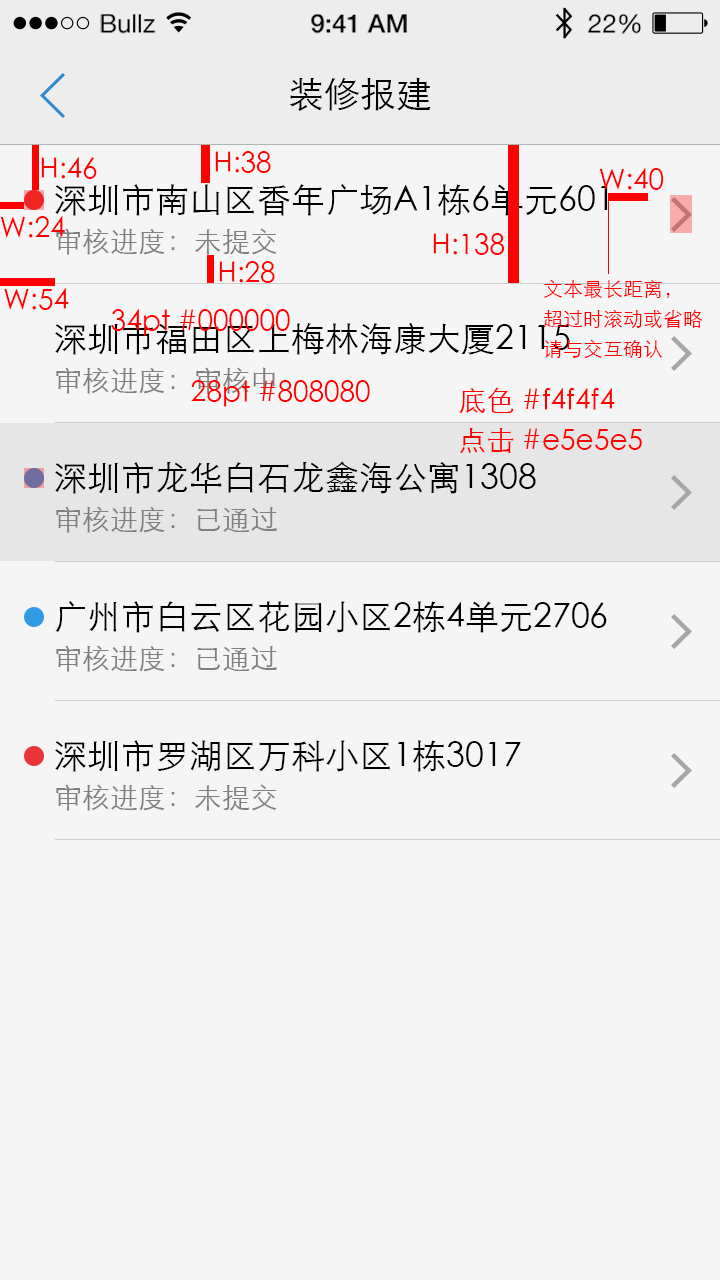 Bullz 9:41 AM 22%
装修报建
H:46
H:38
W:40
深圳市南山区香年广场A1栋6单元601
W:24
审核进度：未提交
H:138
H:28
W:54
文本最长距离，
超过时滚动或省略
请与交互确认
34pt #000000
深圳市福田区上梅林海康大厦2115
审核进度：审核中
28pt #808080
底色 #f4f4f4
点击 #e5e5e5
深圳市龙华白石龙鑫海公寓1308
审核进度：已通过
广州市白云区花园小区2栋4单元2706
审核进度：已通过
深圳市罗湖区万科小区1栋3017
审核进度：未提交